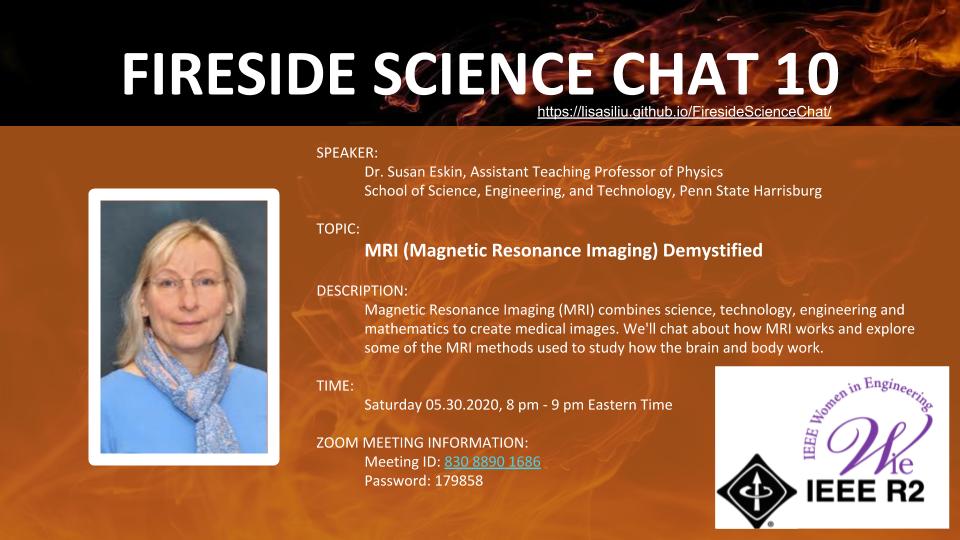 FIRESIDE SCIENCE CHAT 10
https://lisasiliu.github.io/FiresideScienceChat/
SPEAKER:
Dr. Susan Eskin, Assistant Teaching Professor of Physics
School of Science, Engineering, and Technology, Penn State Harrisburg
TOPIC:
MRI (Magnetic Resonance Imaging) Demystified
DESCRIPTION:
Magnetic Resonance Imaging (MRI) combines science, technology, engineering and
mathematics to create medical images. We'll chat about how MRI works and explore
some of the MRI methods used to study how the brain and body work.
TIME:
Saturday 05.30.2020, 8 pm - 9 pm Eastern Time
ZOOM MEETING INFORMATION:
Meeting ID: 830 8890 1686
Password: 179858
IEEE Women in Engineering
Wie
IEEE R2
®